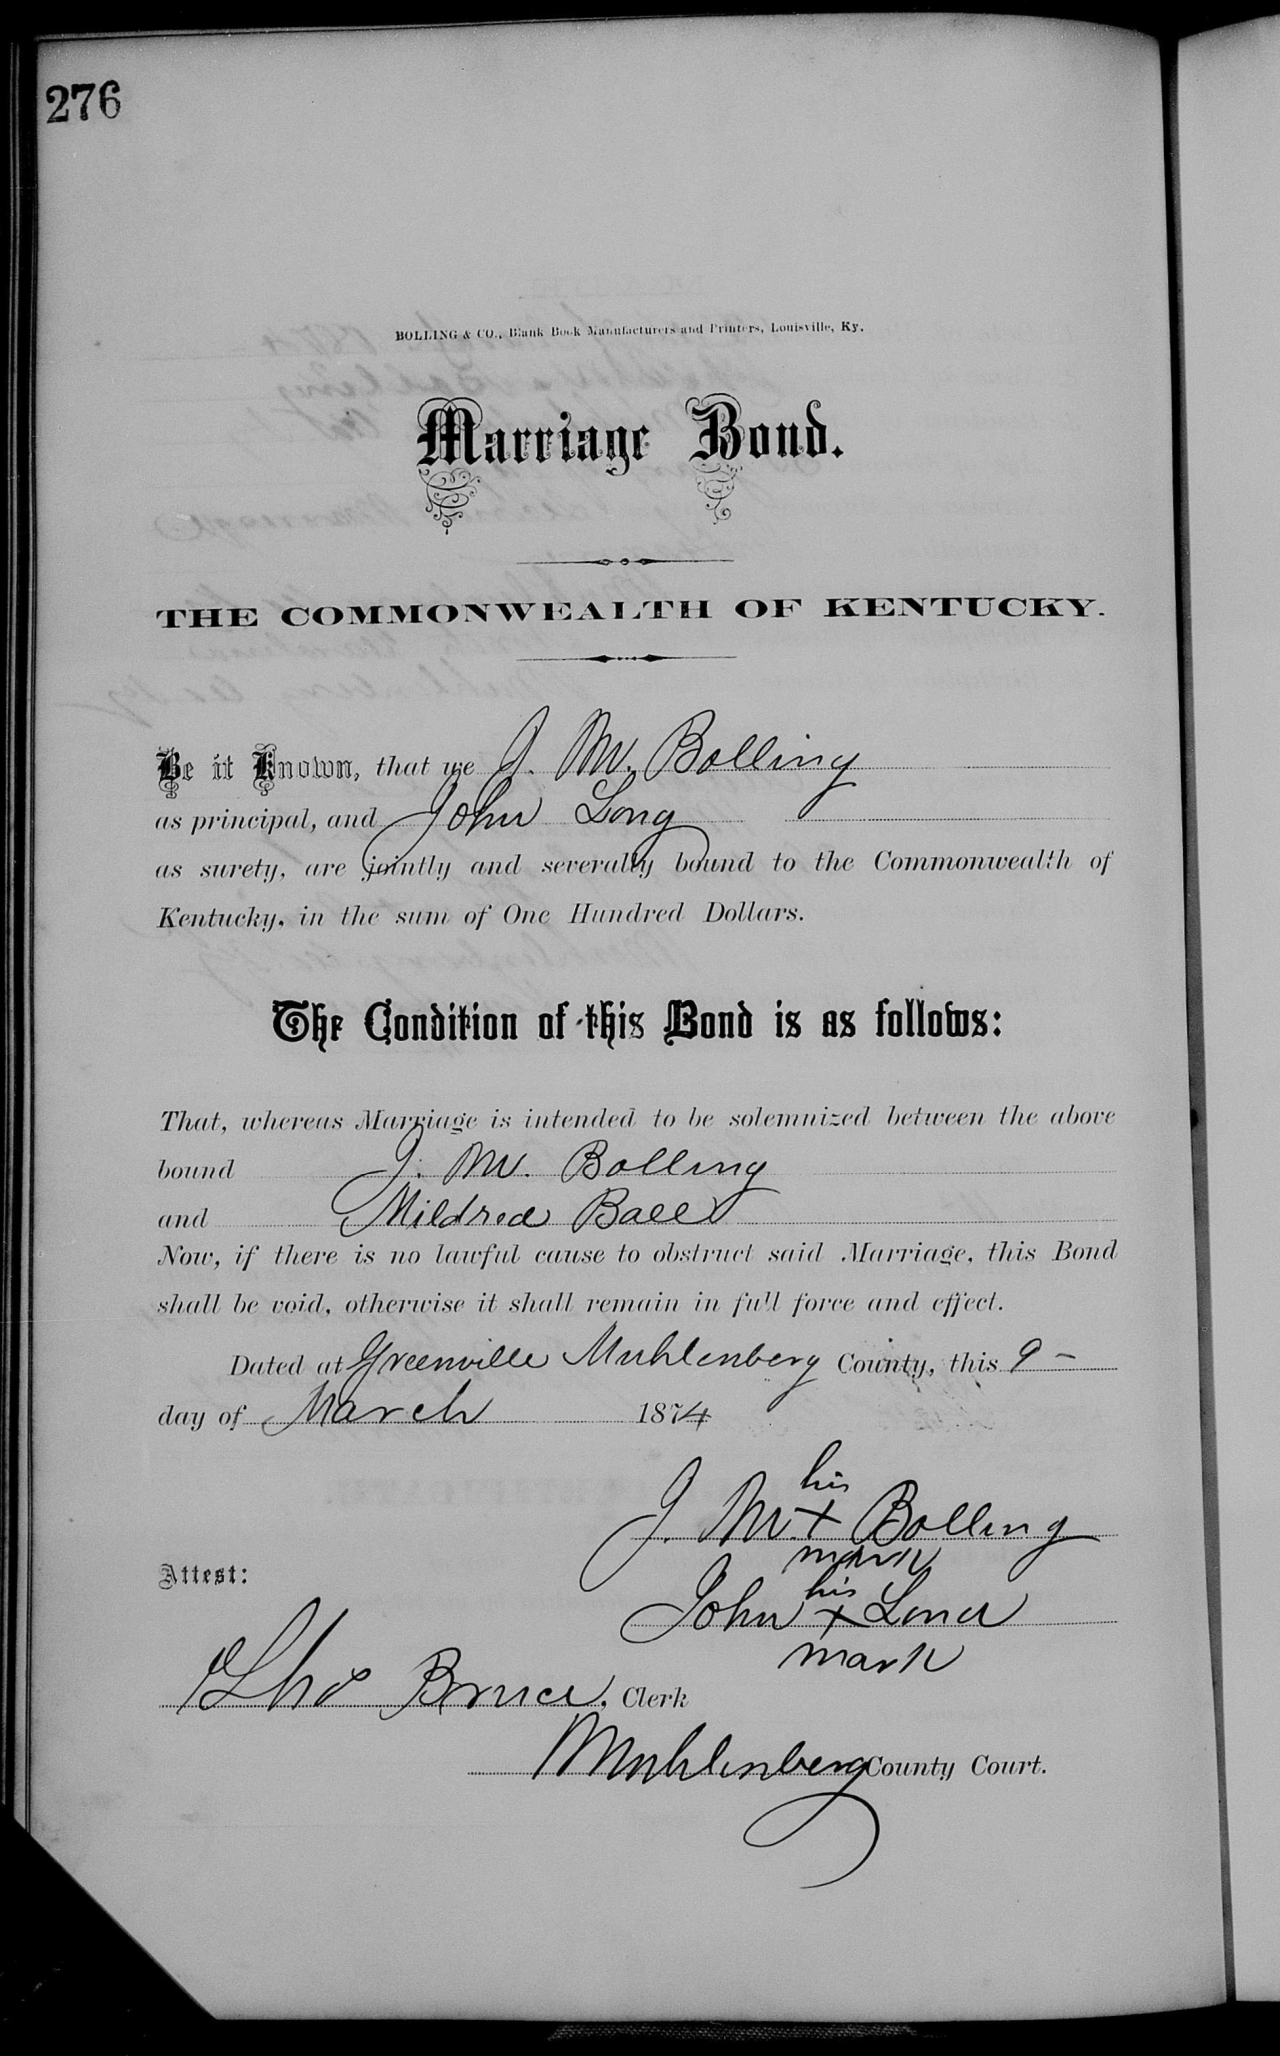 276
BOLLING & CO., Blank Book Manufacturers and Printers, Louisville, Ky.
Marriage Bond.
THE COMMONWEALTH OF KENTUCKY.
Be it Known, that we J. M. Bolling
as principal, and John Long
as surety, are jointly and severally bound to the Commonwealth of
Kentucky, in the sum of One Hundred Dollars.
The Condition of this Bond is as follows:
That, whereas Marriage is intended to be solemnized between the above
bound J. M. Bolling
and Mildred Ball
Now, if there is no lawful cause to obstruct said Marriage, this Bond
shall be void, otherwise it shall remain in full force and effect.
Dated at Greenville Muhlenberg County, this 9 –
day of March 1874
his
J. M. X Bolling
mark
Attest:
his
John X Long
mark
Tho Bruce, Clerk
Muhlenberg County Court.